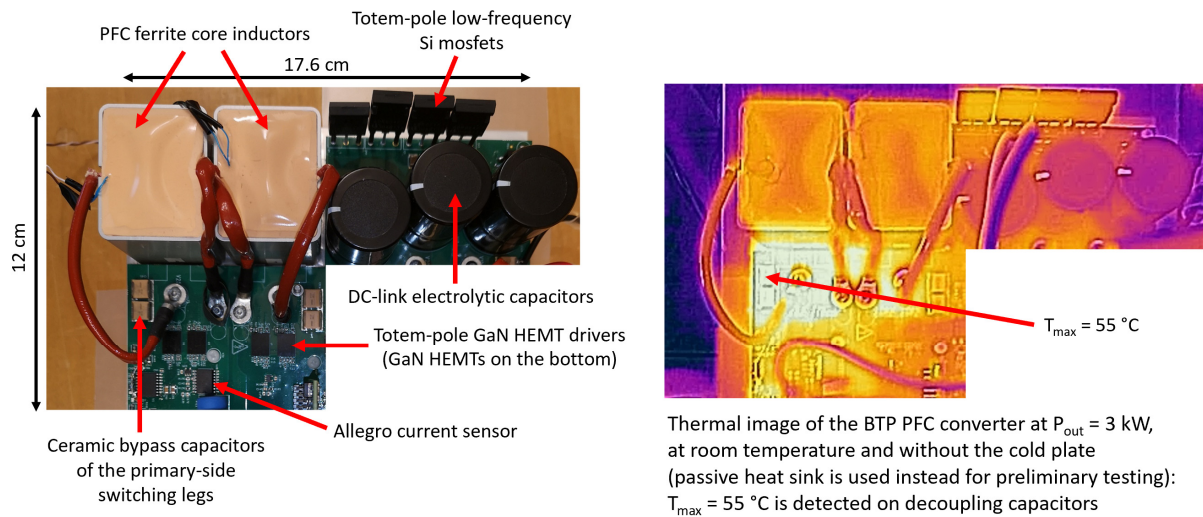 Totem-pole low-frequency
Si mosfets
PFC ferrite core inductors
17.6 cm
12 cm
DC-link electrolytic capacitors
Totem-pole GaN HEMT drivers
(GaN HEMTs on the bottom)
Allegro current sensor
Ceramic bypass capacitors
of the primary-side
switching legs
Tmax = 55 °C
Thermal image of the BTP PFC converter at Pout = 3 kW,
at room temperature and without the cold plate
(passive heat sink is used instead for preliminary testing):
Tmax = 55 °C is detected on decoupling capacitors